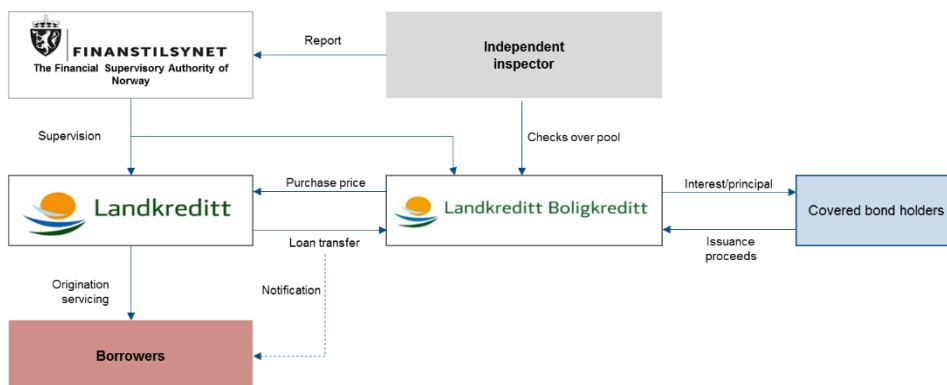 FINANSTILSYNET
The Financial Supervisory Authority of
Norway
Report
Independent
inspector
Supervision
Checks over pool
Landkreditt
Purchase price
Landkreditt Boligkreditt
Interest/principal
Covered bond holders
Loan transfer
Issuance
proceeds
Origination
servicing
Notification
Borrowers